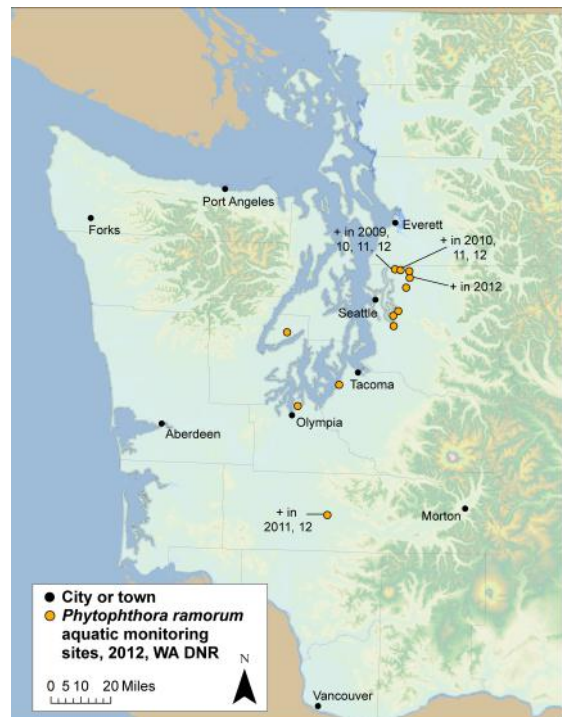 Port Angeles
Forks
Everett
+ in 2009,
10, 11, 12
+ in 2010,
11, 12
+ in 2012
Seattle
Tacoma
Olympia
Aberdeen
+ in
2011, 12
Morton
City or town
Phytophthora ramorum
aquatic monitoring
sites, 2012, WA DNR
N
0 5 10 20 Miles
Vancouver